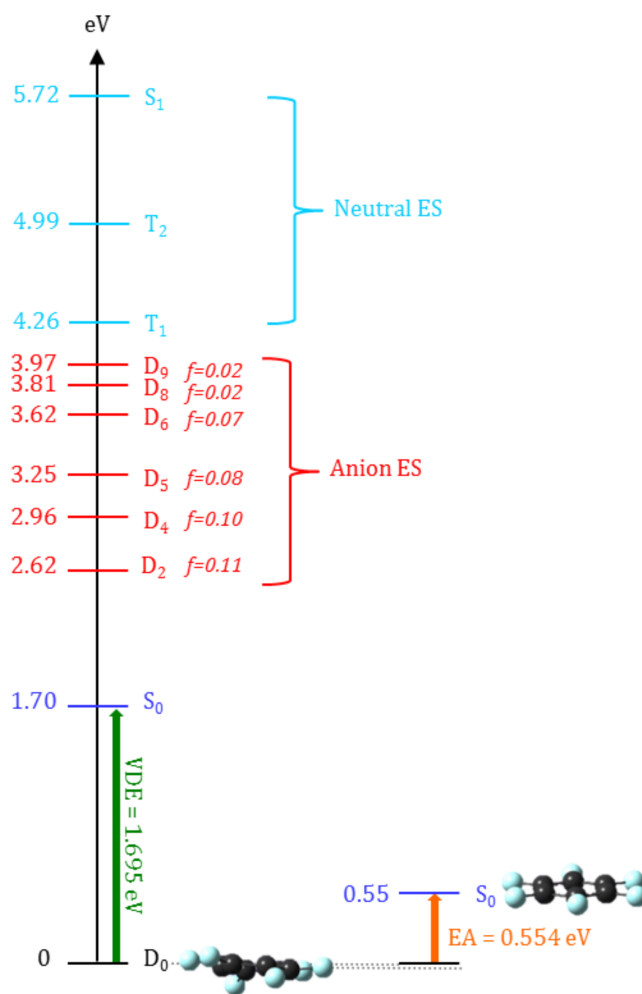 eV
5.72 S₁
Neutral ES
4.99 T₂
4.26 T₁
3.97 D₉ f=0.02
3.81 D₈ f=0.02
3.62 D₆ f=0.07
Anion ES
3.25 D₅ f=0.08
2.96 D₄ f=0.10
2.62 D₂ f=0.11
1.70 S₀
VDE = 1.695 eV
0.55 S₀
EA = 0.554 eV
0 D₀